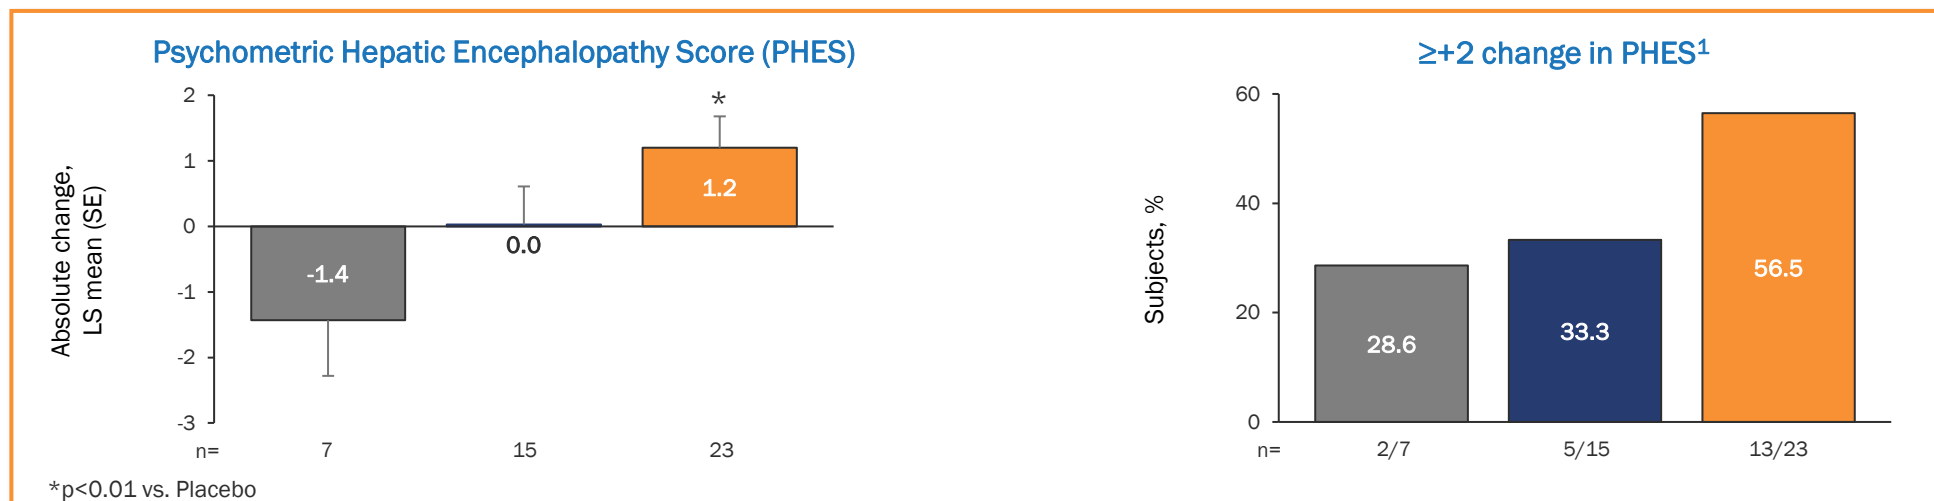 Psychometric Hepatic Encephalopathy Score (PHES)
Absolute change,
LS mean (SE)
2
1
0
-1
-2
-3
*
-1.4
0.0
1.2
n= 7 15 23
*p<0.01 vs. Placebo
≥+2 change in PHES¹
Subjects, %
60
40
20
0
28.6
33.3
56.5
n= 2/7 5/15 13/23